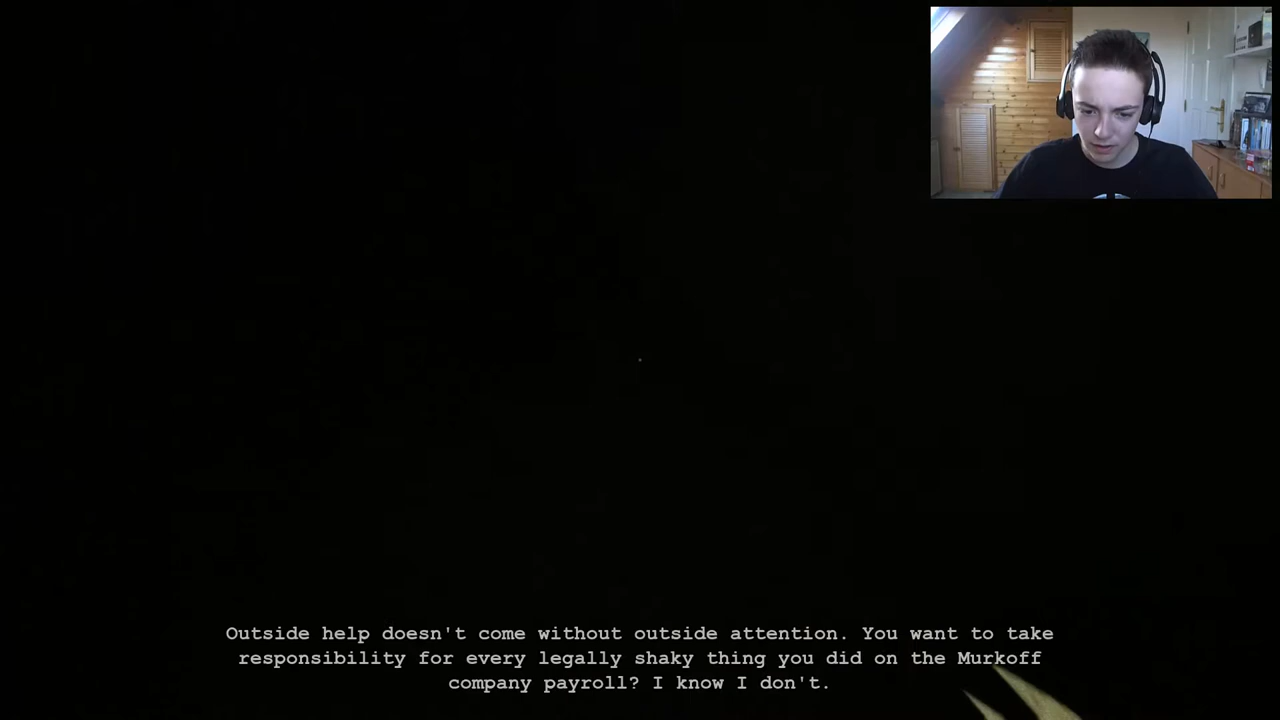 Outside help doesn't come without outside attention. You want to take
responsibility for every legally shaky thing you did on the Murkoff
company payroll? I know I don't.